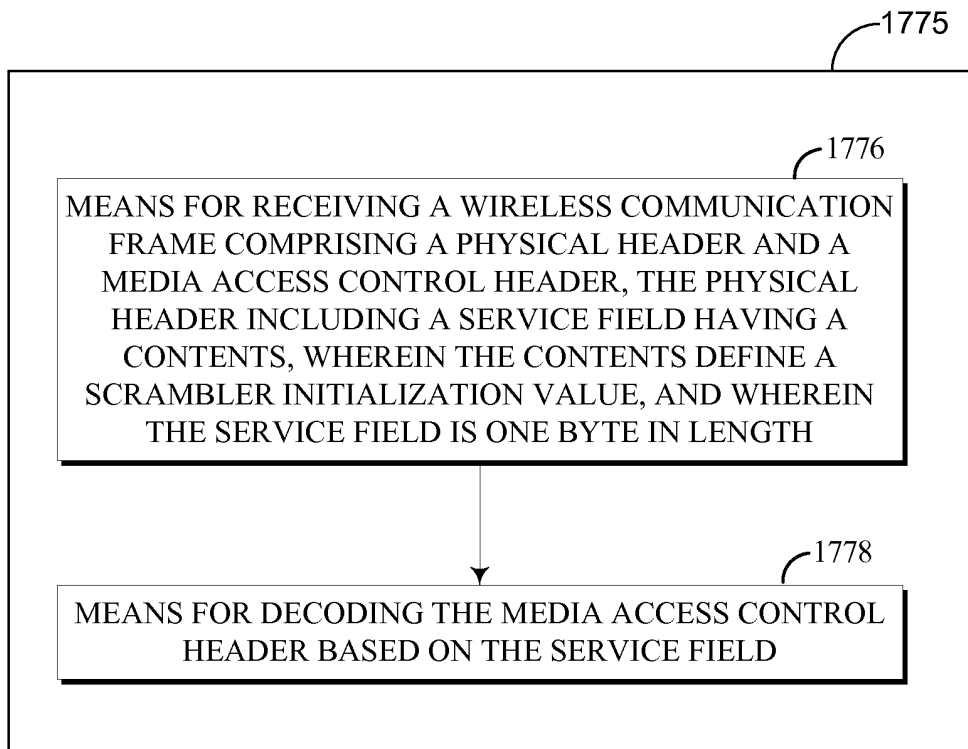 1775
1776
MEANS FOR RECEIVING A WIRELESS COMMUNICATION
FRAME COMPRISING A PHYSICAL HEADER AND A
MEDIA ACCESS CONTROL HEADER, THE PHYSICAL
HEADER INCLUDING A SERVICE FIELD HAVING A
CONTENTS, WHEREIN THE CONTENTS DEFINE A
SCRAMBLER INITIALIZATION VALUE, AND WHEREIN
THE SERVICE FIELD IS ONE BYTE IN LENGTH
1778
MEANS FOR DECODING THE MEDIA ACCESS CONTROL
HEADER BASED ON THE SERVICE FIELD